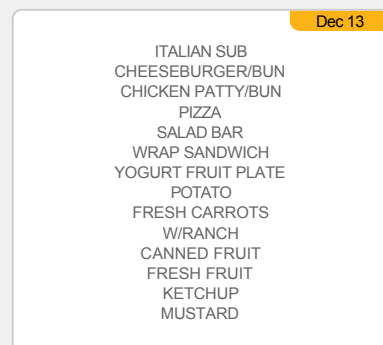 Dec 13
ITALIAN SUB
CHEESEBURGER/BUN
CHICKEN PATTY/BUN
PIZZA
SALAD BAR
WRAP SANDWICH
YOGURT FRUIT PLATE
POTATO
FRESH CARROTS
W/RANCH
CANNED FRUIT
FRESH FRUIT
KETCHUP
MUSTARD